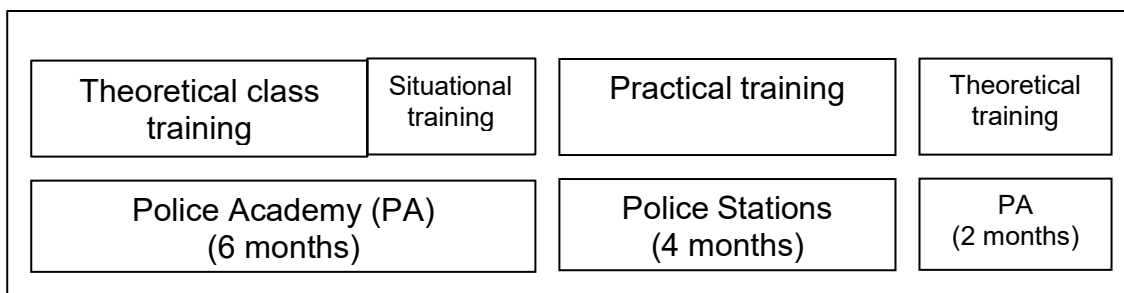 Theoretical class
training
Situational
training
Practical training
Theoretical
training
Police Academy (PA)
(6 months)
Police Stations
(4 months)
PA
(2 months)